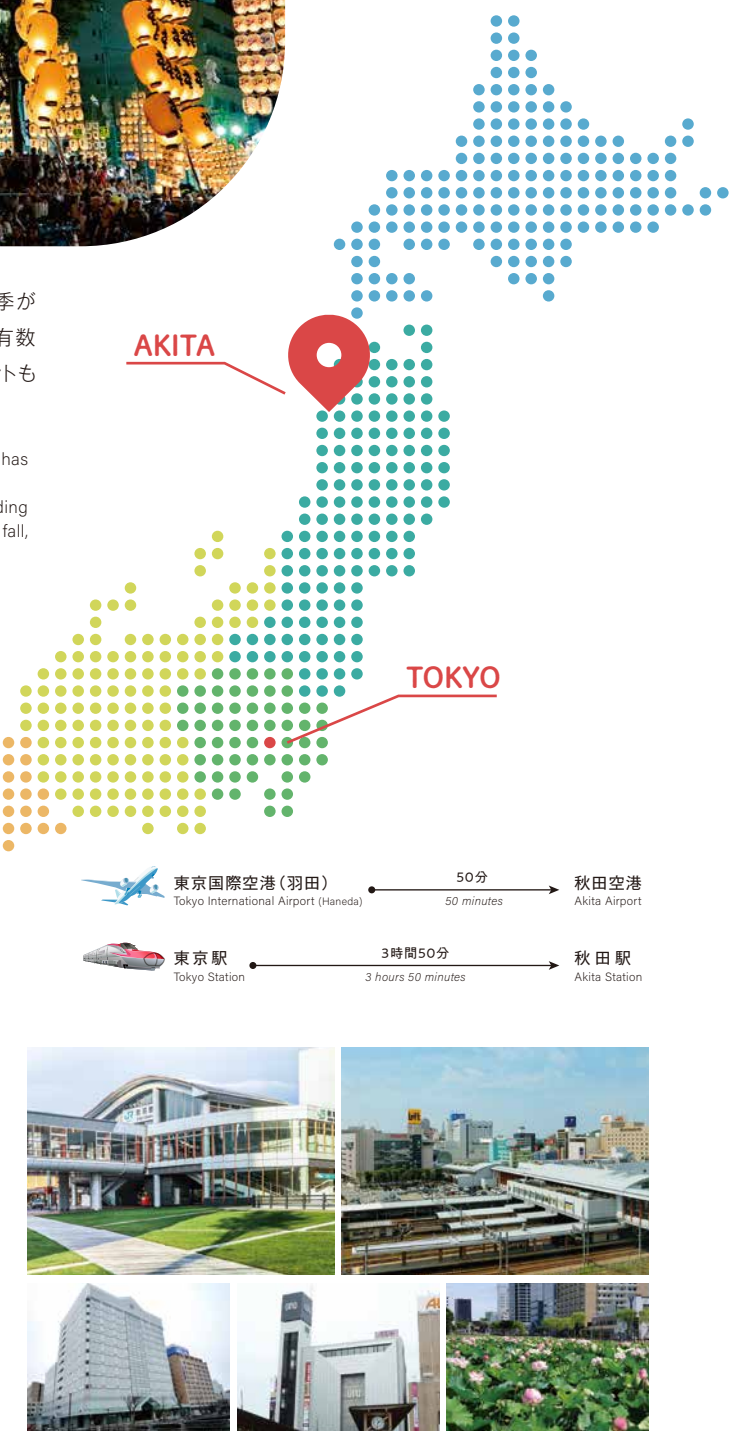 季が
有数
ットも
has
ding
fall,
AKITA
TOKYO
東京国際空港（羽田）
Tokyo International Airport (Haneda)
50分
50 minutes
秋田空港
Akita Airport
東京駅
Tokyo Station
3時間50分
3 hours 50 minutes
秋田駅
Akita Station